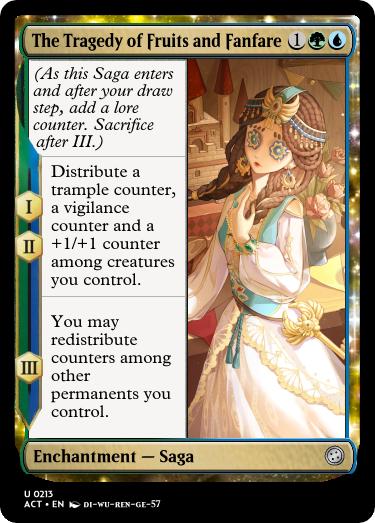 The Tragedy of Fruits and Fanfare 1
(As this Saga enters
and after your draw
step, add a lore
counter. Sacrifice
after III.)
I
II
Distribute a
trample counter,
a vigilance
counter and a
+1/+1 counter
among creatures
you control.
III
You may
redistribute
counters among
other
permanents you
control.
Enchantment — Saga
U 0213
ACT • EN DI-WU-REN-GE-57